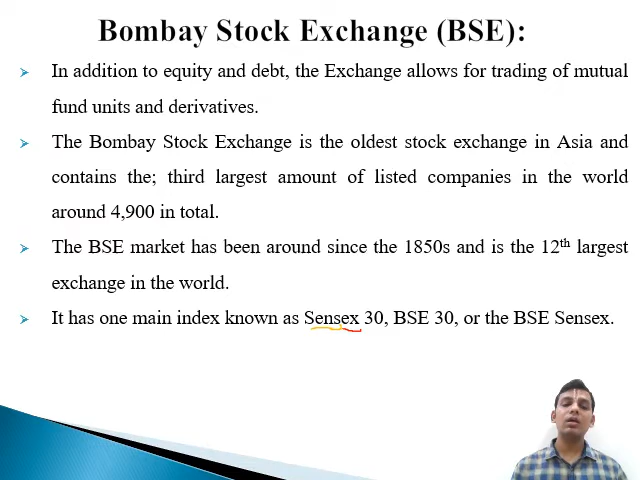 Bombay Stock Exchange (BSE):
In addition to equity and debt, the Exchange allows for trading of mutual
fund units and derivatives.
The Bombay Stock Exchange is the oldest stock exchange in Asia and
contains the; third largest amount of listed companies in the world
around 4,900 in total.
The BSE market has been around since the 1850s and is the 12th largest
exchange in the world.
It has one main index known as Sensex 30, BSE 30, or the BSE Sensex.